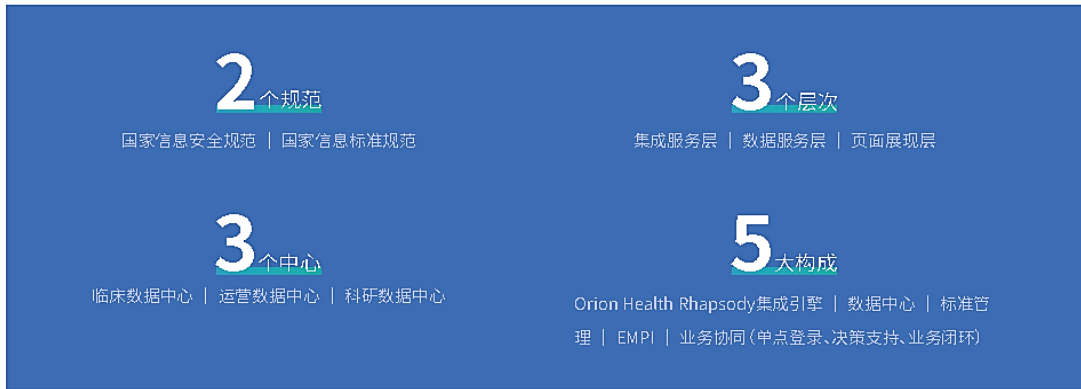 2个规范
国家信息安全规范 | 国家信息标准规范
3个层次
集成服务层 | 数据服务层 | 页面展现层
3个中心
临床数据中心 | 运营数据中心 | 科研数据中心
5大构成
Orion Health Rhapsody集成引擎 | 数据中心 | 标准管
理 | EMPI | 业务协同(单点登录、决策支持、业务闭环)